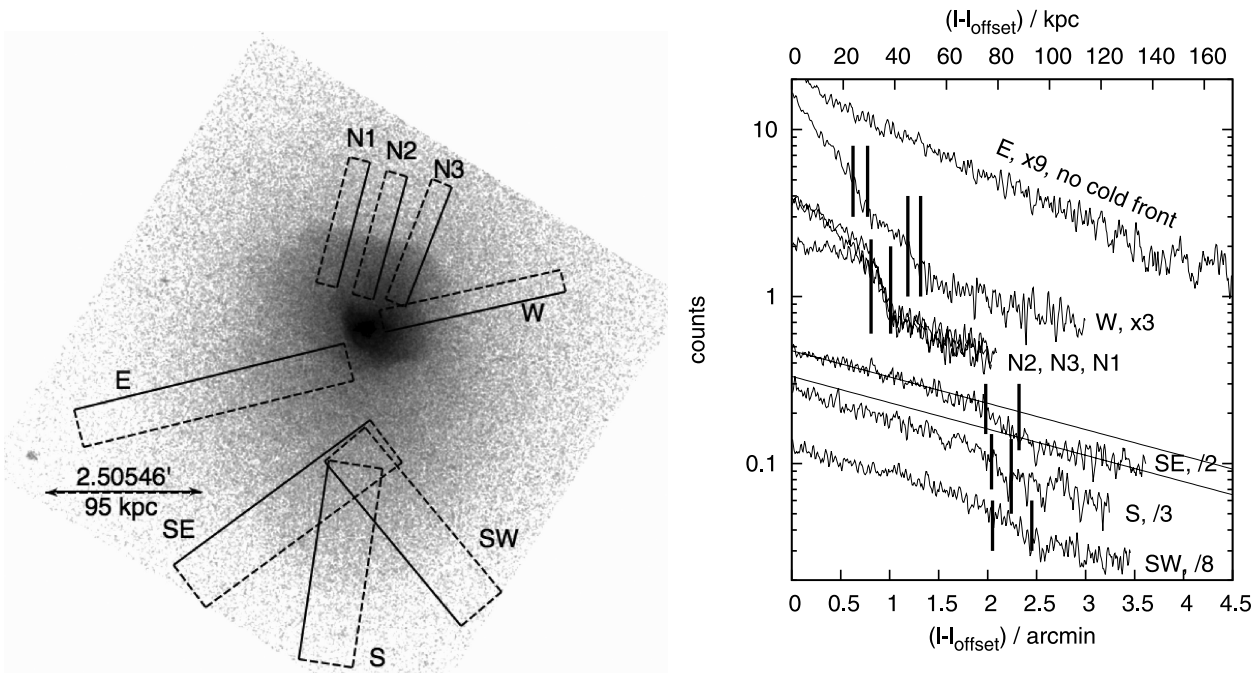 N1
N2
N3
W
E
2.50546'
95 kpc
SE
SW
S
(l-l_offset) / kpc
0 20 40 60 80 100 120 140 160
10
1
0.1
counts
E, x9, no cold front
W, x3
N2, N3, N1
SE, /2
S, /3
SW, /8
0 0.5 1 1.5 2 2.5 3 3.5 4 4.5
(l-l_offset) / arcmin